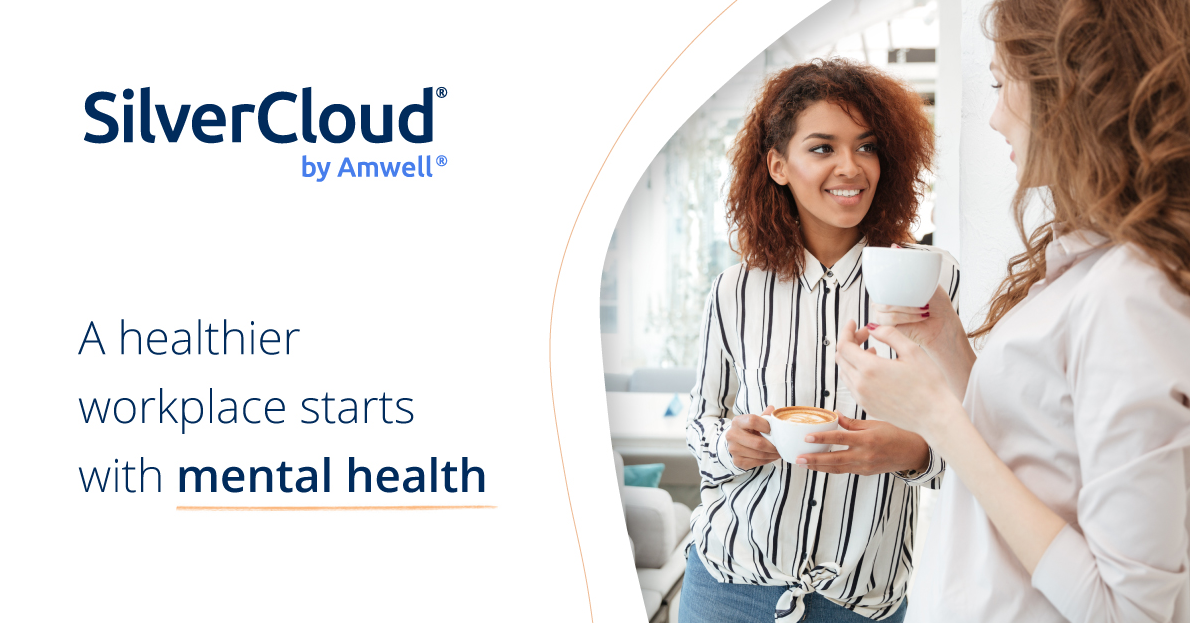 SilverCloud®
by Amwell®
A healthier
workplace starts
with mental health